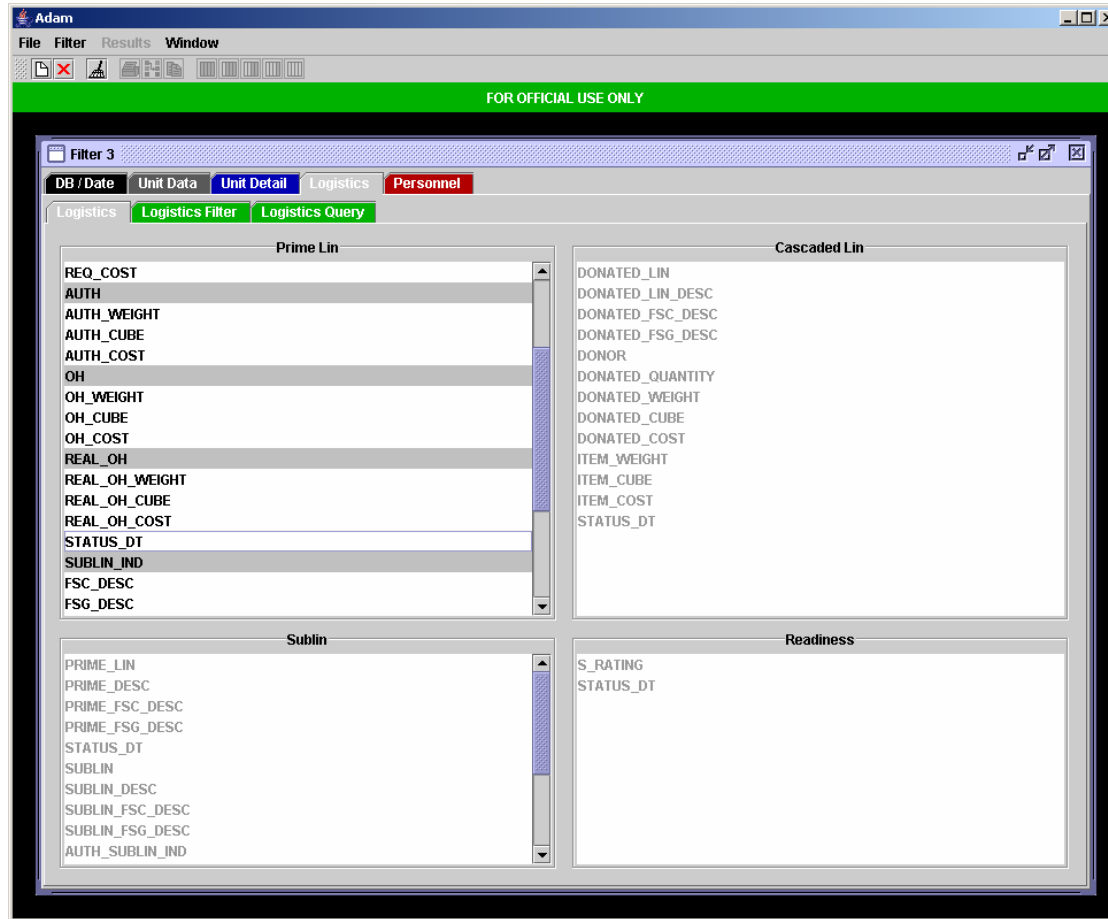 Adam
File Filter Results Window
FOR OFFICIAL USE ONLY
Filter 3
DB / Date Unit Data Unit Detail Logistics Personnel
Logistics Logistics Filter Logistics Query
Prime Lin
REQ_COST
AUTH
AUTH_WEIGHT
AUTH_CUBE
AUTH_COST
OH
OH_WEIGHT
OH_CUBE
OH_COST
REAL_OH
REAL_OH_WEIGHT
REAL_OH_CUBE
REAL_OH_COST
STATUS_DT
SUBLIN_IND
FSC_DESC
FSG_DESC
Cascaded Lin
DONATED_LIN
DONATED_LIN_DESC
DONATED_FSC_DESC
DONATED_FSG_DESC
DONOR
DONATED_QUANTITY
DONATED_WEIGHT
DONATED_CUBE
DONATED_COST
ITEM_WEIGHT
ITEM_CUBE
ITEM_COST
STATUS_DT
Sublin
PRIME_LIN
PRIME_DESC
PRIME_FSC_DESC
PRIME_FSG_DESC
STATUS_DT
SUBLIN
SUBLIN_DESC
SUBLIN_FSC_DESC
SUBLIN_FSG_DESC
AUTH_SUBLIN_IND
Readiness
S_RATING
STATUS_DT